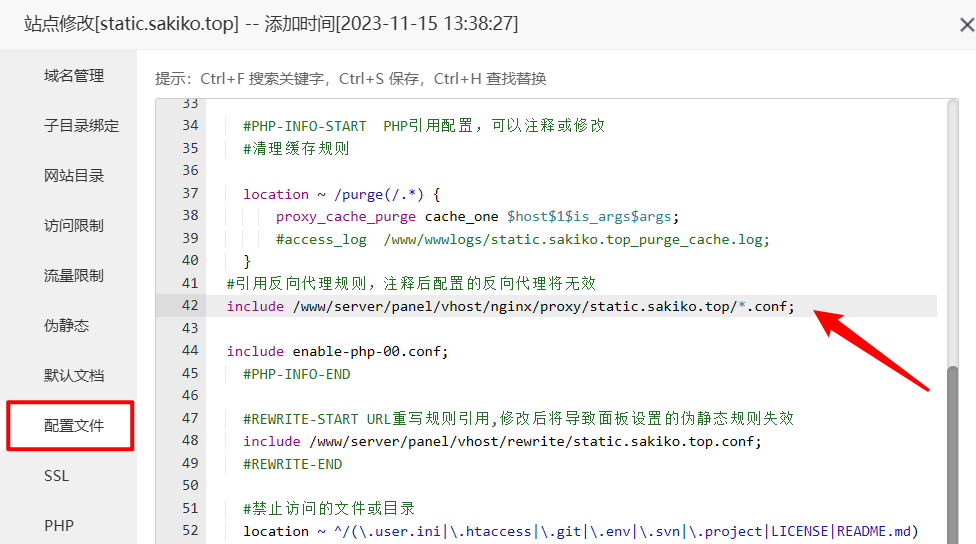 站点修改[static.sakiko.top] -- 添加时间[2023-11-15 13:38:27]
域名管理
子目录绑定
网站目录
访问限制
流量限制
伪静态
默认文档
配置文件
SSL
PHP
提示：Ctrl+F 搜索关键字，Ctrl+S 保存，Ctrl+H 查找替换
33
34 #PHP-INFO-START  PHP引用配置，可以注释或修改
35 #清理缓存规则
36
37 location ~ /purge(/.*) {
38 proxy_cache_purge cache_one $host$1$is_args$args;
39 #access_log  /www/wwwlogs/static.sakiko.top_purge_cache.log;
40 }
41 #引用反向代理规则，注释后配置的反向代理将无效
42 include /www/server/panel/vhost/nginx/proxy/static.sakiko.top/*.conf;
43
44 include enable-php-00.conf;
45 #PHP-INFO-END
46
47 #REWRITE-START URL重写规则引用,修改后将导致面板设置的伪静态规则失效
48 include /www/server/panel/vhost/rewrite/static.sakiko.top.conf;
49 #REWRITE-END
50
51 #禁止访问的文件或目录
52 location ~ ^/(\.user.ini|\.htaccess|\.git|\.env|\.svn|\.project|LICENSE|README.md)